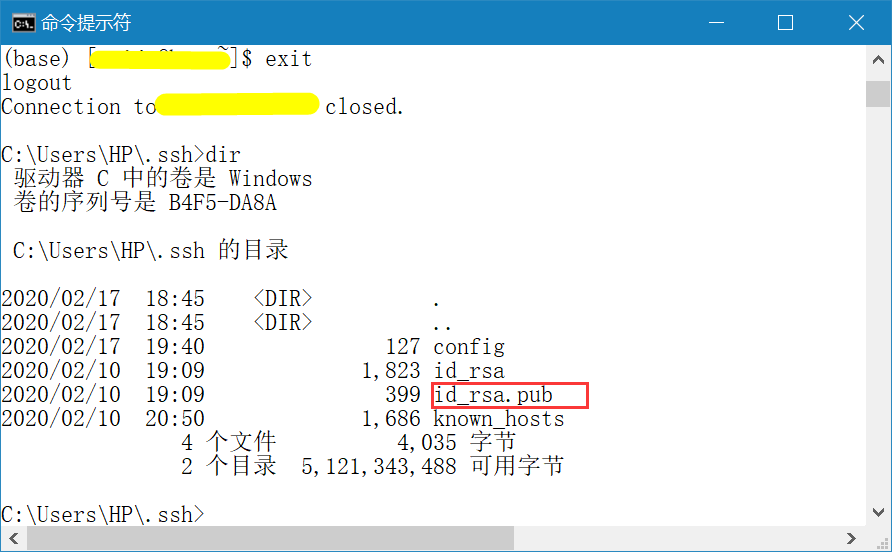 命令提示符
(base) [ ~]$ exit
logout
Connection to closed.
C:\Users\HP\.ssh>dir
驱动器 C 中的卷是 Windows
卷的序列号是 B4F5-DA8A
C:\Users\HP\.ssh 的目录
2020/02/17 18:45 <DIR> .
2020/02/17 18:45 <DIR> ..
2020/02/17 19:40 127 config
2020/02/10 19:09 1,823 id_rsa
2020/02/10 19:09 399 id_rsa.pub
2020/02/10 20:50 1,686 known_hosts
4 个文件 4,035 字节
2 个目录 5,121,343,488 可用字节
C:\Users\HP\.ssh>